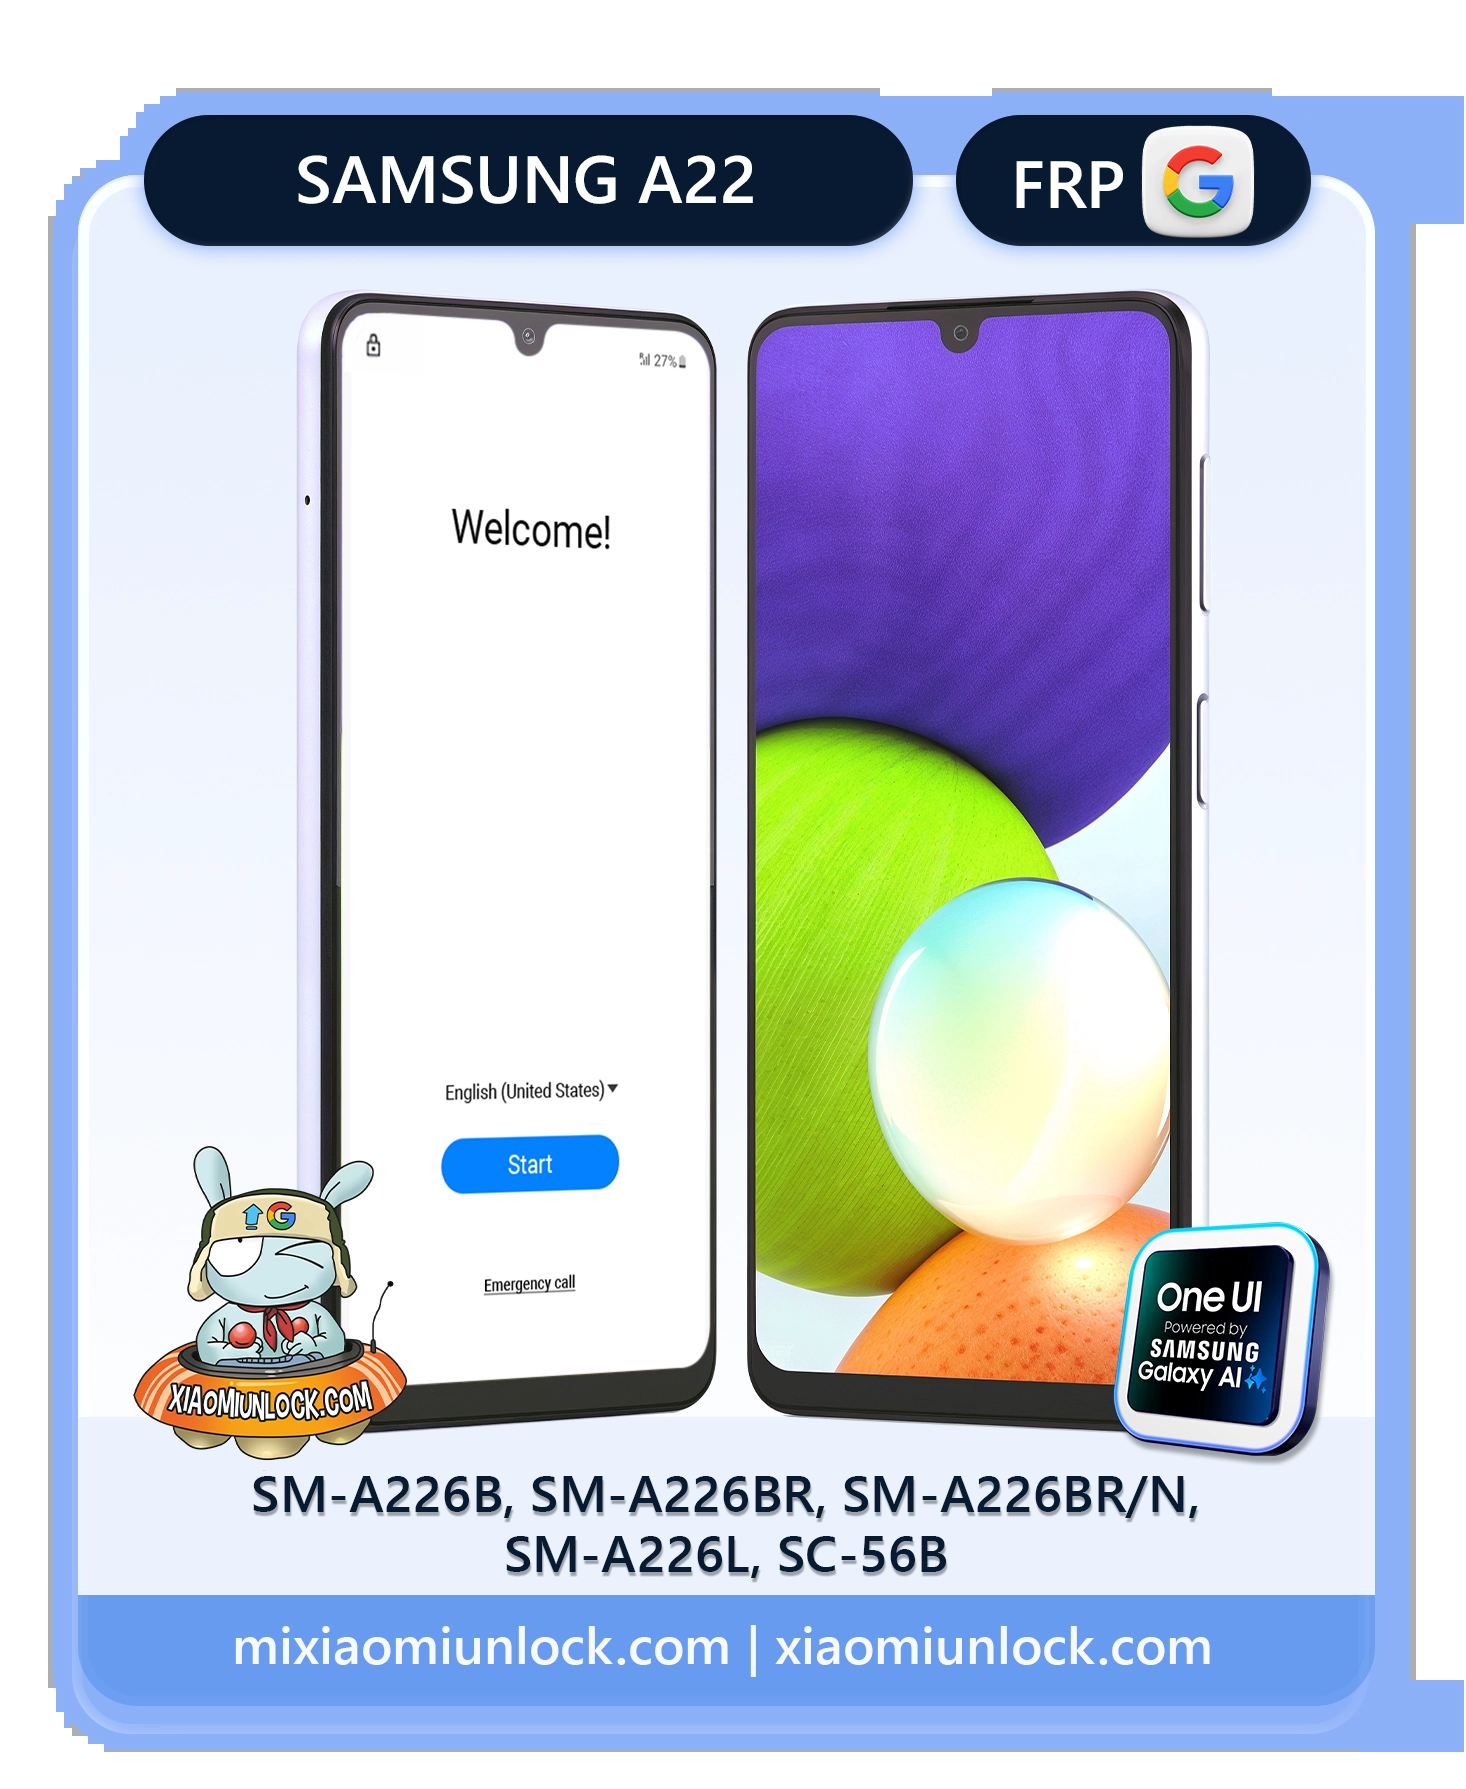 SAMSUNG A22
FRP G
27%
Welcome!
English (United States)
Start
Emergency call
G
XIAOMIUNLOCK.COM
One UI
Powered by
SAMSUNG
Galaxy AI
SM-A226B, SM-A226BR, SM-A226BR/N,
SM-A226L, SC-56B
mixiaomiunlock.com | xiaomiunlock.com